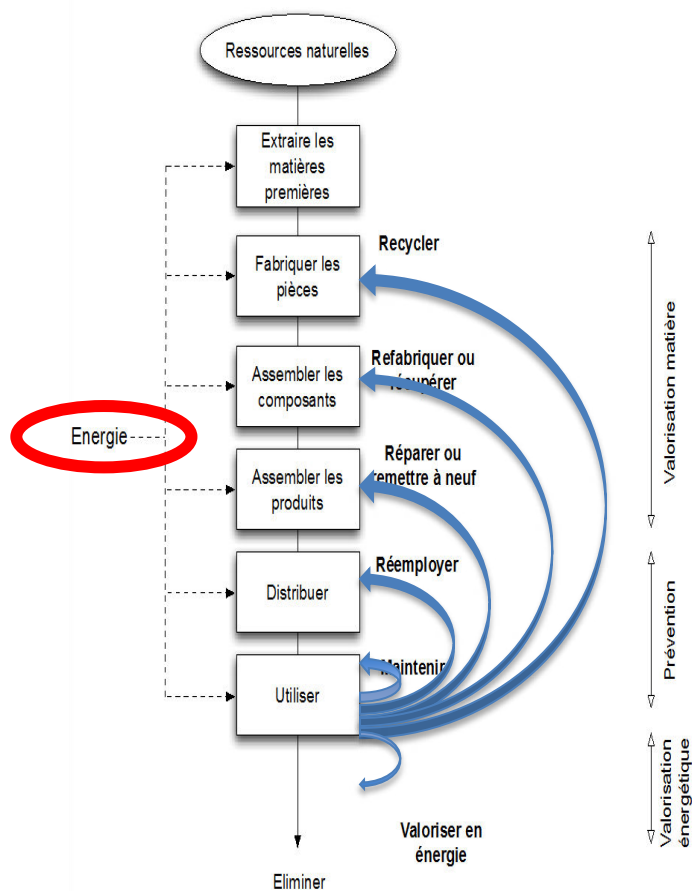 Ressources naturelles
Extraire les
matières
premières
Recycler
Fabriquer les
pièces
Refabriquer ou
récupérer
Assembler les
composants
Valorisation matière
Energie
Réparer ou
remettre à neuf
Assembler les
produits
Réemployer
Distribuer
Prévention
Maintenir
Utiliser
Valorisation
énergétique
Valoriser en
énergie
Eliminer